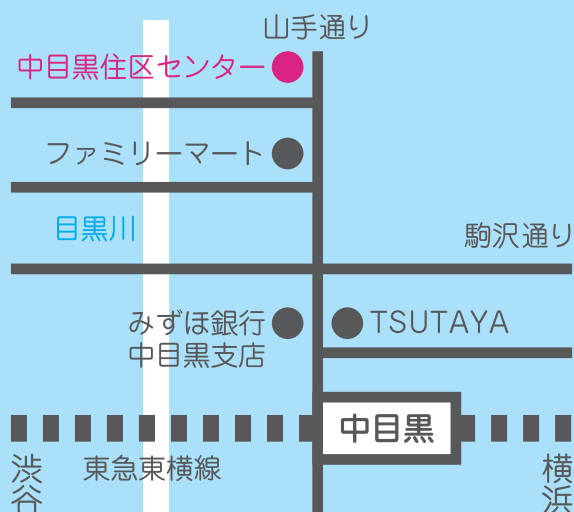 山手通り
中目黒住区センター
ファミリーマート
目黒川
駒沢通り
みずほ銀行
中目黒支店
TSUTAYA
中目黒
渋谷
東急東横線
横浜